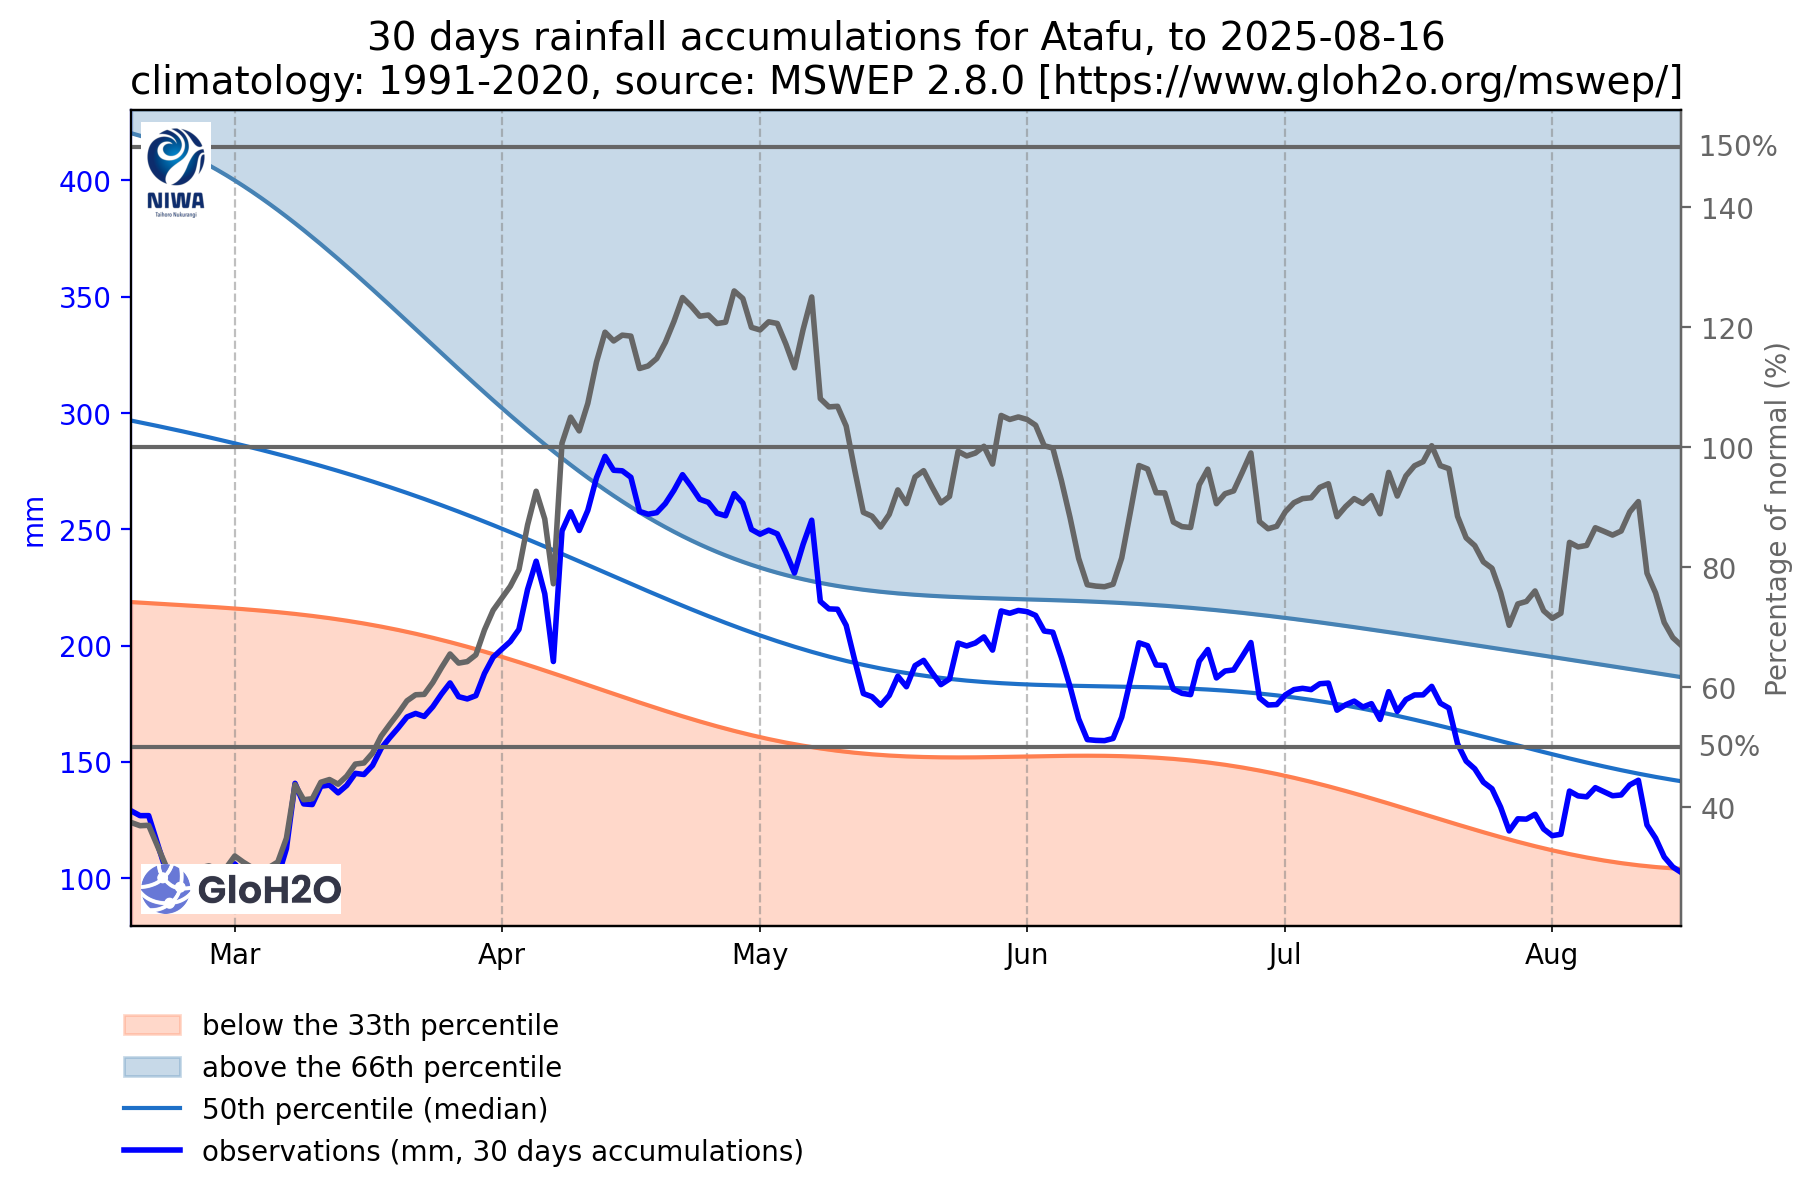 30 days rainfall accumulations for Atafu, to 2025-08-16
climatology: 1991-2020, source: MSWEP 2.8.0 [https://www.gloh2o.org/mswep/]
NIWA
Taihoro Nukurangi
400
350
300
250
200
150
100
mm
150%
140
120
100
80
60
50%
40
Percentage of normal (%)
GloH2O
Mar
Apr
May
Jun
Jul
Aug
below the 33th percentile
above the 66th percentile
50th percentile (median)
observations (mm, 30 days accumulations)